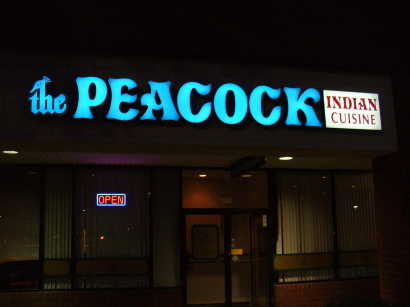 the PEACOCK
INDIAN
CUISINE
OPEN